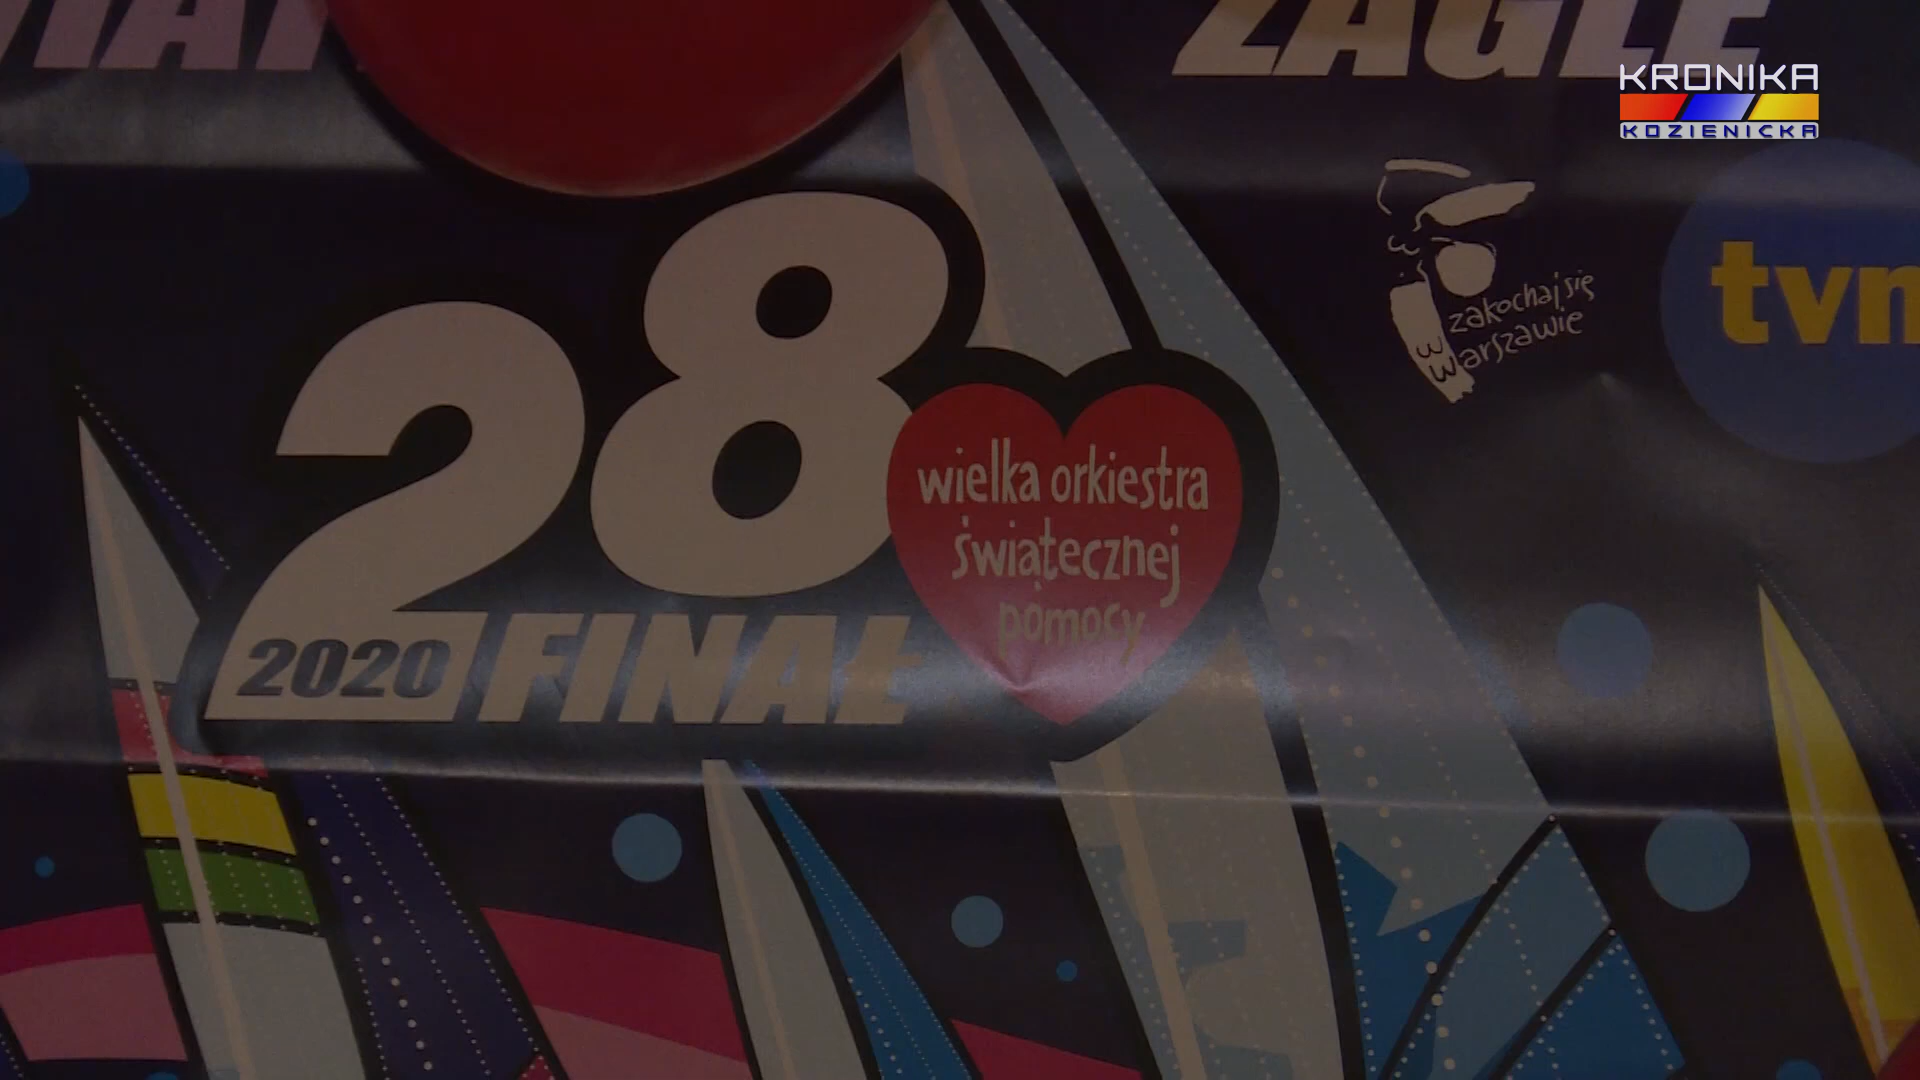 ŻAGLE
KRONIKA
KOZIENICKA
zakochaj się
w warszawie
tvn
28
wielka orkiestra
świątecznej
pomocy
2020 FINAŁ